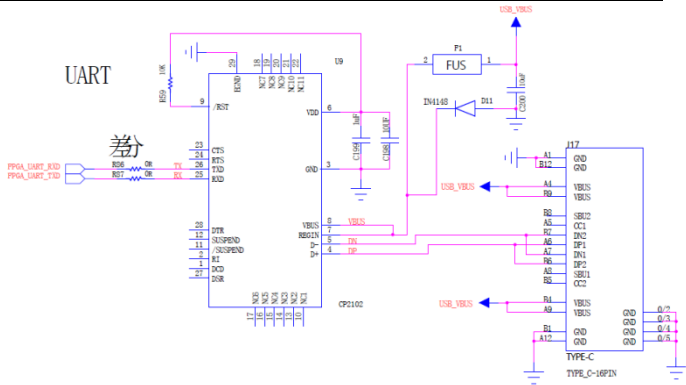 USB_VBUS
UART
差分
U9
29
18
19
20
21
22
EGND
NC7
NC8
NC9
NC10
NC11
10K
R59
9
/RST
VDD
6
1uF
C199
10UF
C198
GND
3
2
F1
FUS
1
10uF
C200
IN4148
D11
23
CTS
24
RTS
FPGA_UART_RXD
R86
0R
TX
26
TXD
FPGA_UART_TXD
R87
0R
RX
25
RXD
28
DTR
12
SUSPEND
11
/SUSPEND
2
RI
1
DCD
27
DSR
VBUS
8
VBUS
REGIN
7
D-
5
DN
D+
4
DP
NC6
NC5
NC4
NC3
NC2
NC1
17
16
15
14
13
10
CP2102
J17
A1
GND
B12
GND
USB_VBUS
A4
VBUS
B9
VBUS
B8
SBU2
A5
CC1
B7
DN2
A6
DP1
A7
DN1
B6
DP2
A8
SBU1
B5
CC2
USB_VBUS
B4
VBUS
A9
VBUS
B1
GND
A12
GND
GND
0/2
GND
0/3
GND
0/4
GND
0/5
TYPE-C
TYPE_C-16PIN